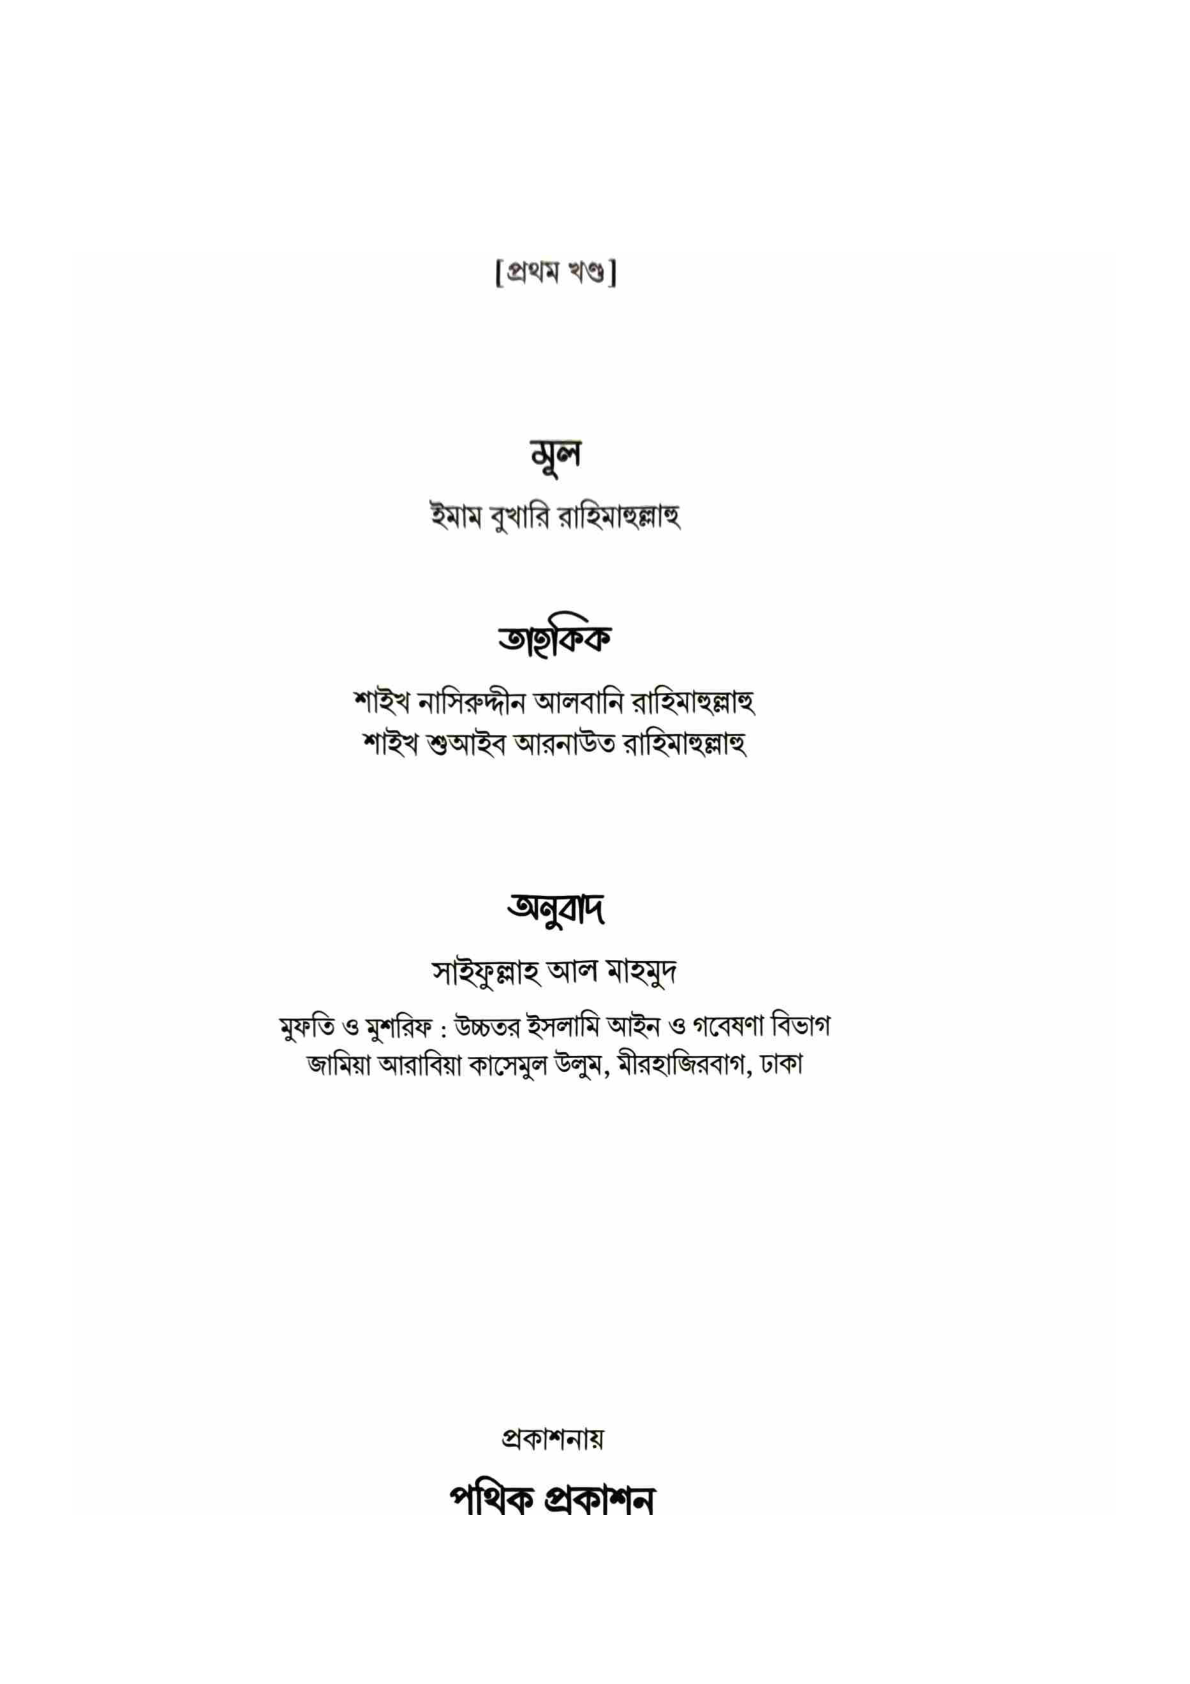 [প্রথম খণ্ড]
মূল
ইমাম বুখারি রাহিমাহুল্লাহু
তাহকিক
শাইখ নাসিরুদ্দীন আলবানি রাহিমাহুল্লাহু
শাইখ শুআইব আরনাউত রাহিমাহুল্লাহু
অনুবাদ
সাইফুল্লাহ আল মাহমুদ
মুফতি ও মুশরিফ : উচ্চতর ইসলামি আইন ও গবেষণা বিভাগ
জামিয়া আরাবিয়া কাসেমুল উলুম, মীরহাজিরবাগ, ঢাকা
প্রকাশনায়
পথিক প্রকাশন